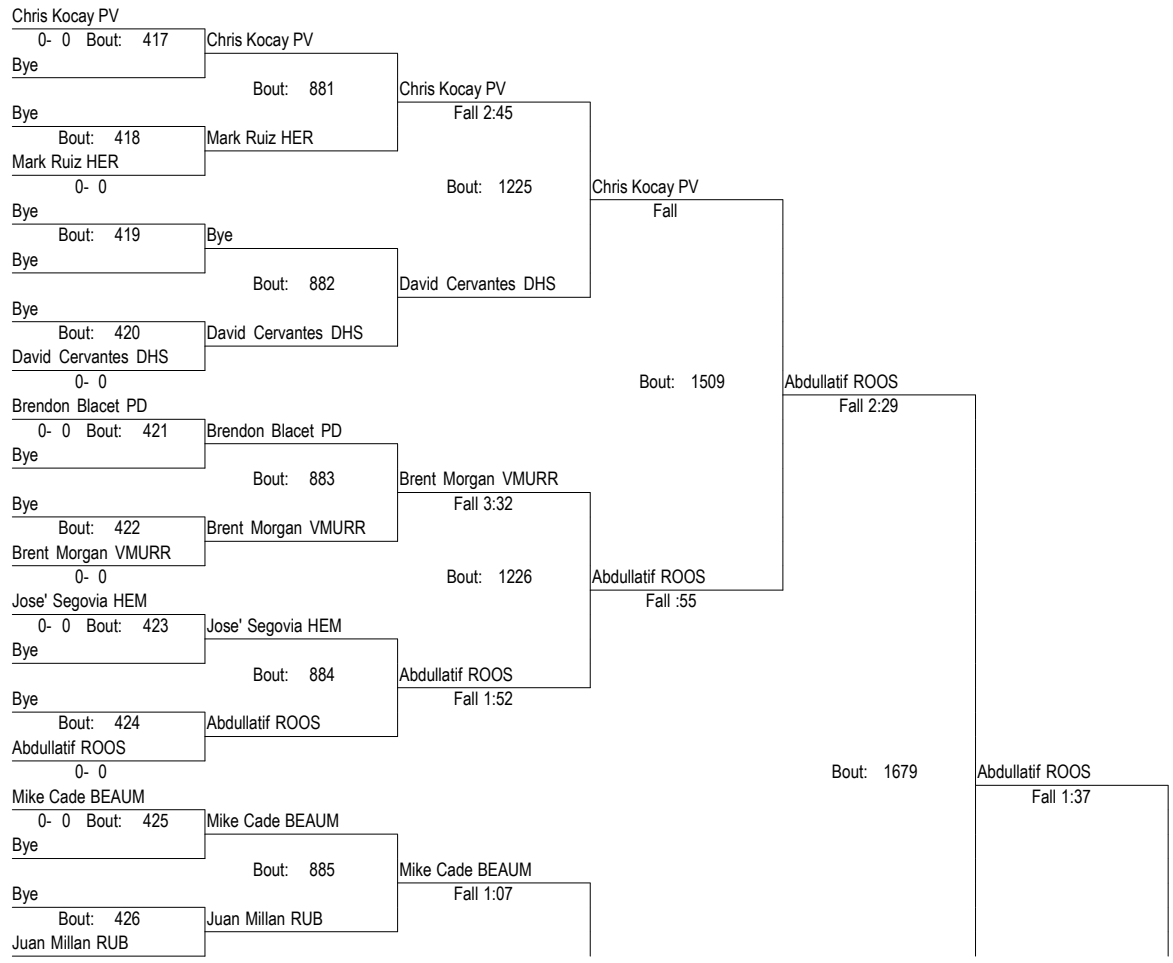 Chris Kocay PV
0- 0 Bout: 417 Chris Kocay PV
Bye
Bout: 881 Chris Kocay PV
Bye Fall 2:45
Bout: 418 Mark Ruiz HER
Mark Ruiz HER
0- 0 Bout: 1225 Chris Kocay PV
Bye Fall
Bout: 419 Bye
Bye
Bout: 882 David Cervantes DHS
Bye
Bout: 420 David Cervantes DHS
David Cervantes DHS
0- 0 Bout: 1509 Abdullatif ROOS
Brendon Blacet PD Fall 2:29
0- 0 Bout: 421 Brendon Blacet PD
Bye
Bout: 883 Brent Morgan VMURR
Bye Fall 3:32
Bout: 422 Brent Morgan VMURR
Brent Morgan VMURR
0- 0 Bout: 1226 Abdullatif ROOS
Jose' Segovia HEM Fall :55
0- 0 Bout: 423 Jose' Segovia HEM
Bye
Bout: 884 Abdullatif ROOS
Bye Fall 1:52
Bout: 424 Abdullatif ROOS
Abdullatif ROOS
0- 0 Bout: 1679 Abdullatif ROOS
Mike Cade BEAUM Fall 1:37
0- 0 Bout: 425 Mike Cade BEAUM
Bye
Bout: 885 Mike Cade BEAUM
Bye Fall 1:07
Bout: 426 Juan Millan RUB
Juan Millan RUB